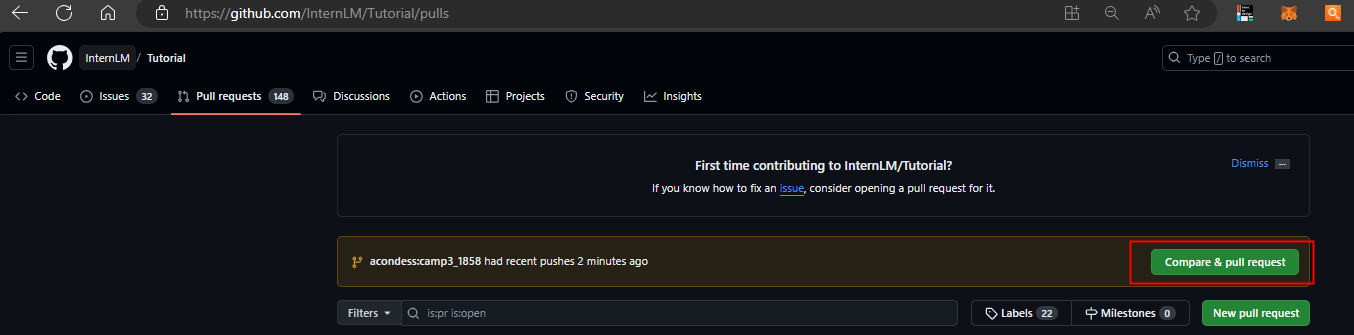 https://github.com/InternLM/Tutorial/pulls
InternLM / Tutorial
Type / to search
Code Issues 32 Pull requests 148 Discussions Actions Projects Security Insights
First time contributing to InternLM/Tutorial?
Dismiss
If you know how to fix an issue, consider opening a pull request for it.
acondess:camp3_1858 had recent pushes 2 minutes ago
Compare & pull request
Filters is:pr is:open Labels 22 Milestones 0 New pull request